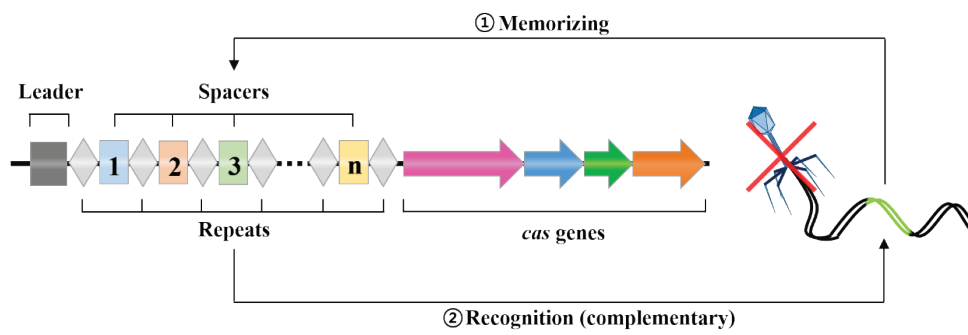 ① Memorizing
Leader
Spacers
1
2
3
n
Repeats
cas genes
② Recognition (complementary)